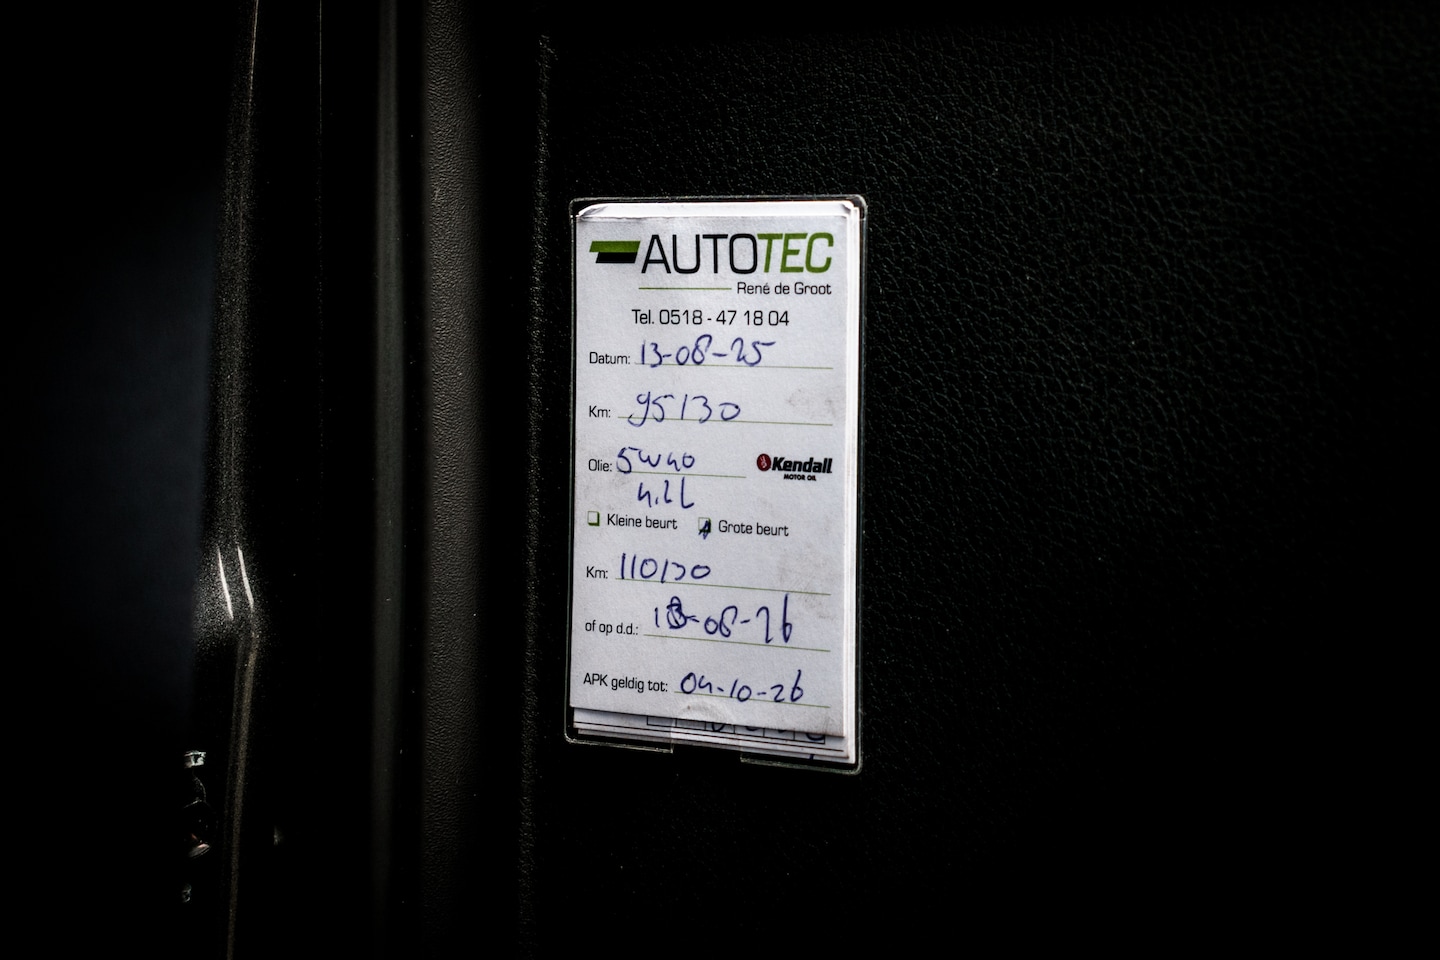 AUTOTEC
René de Groot
Tel. 0518 - 47 18 04
Datum: 13-08-25
Km: 95130
Olie: 5W40 Kendall
MOTOR OIL
4.2L
Kleine beurt Grote beurt
Km: 110130
of op d.d.: 13-08-26
APK geldig tot: 04-10-26